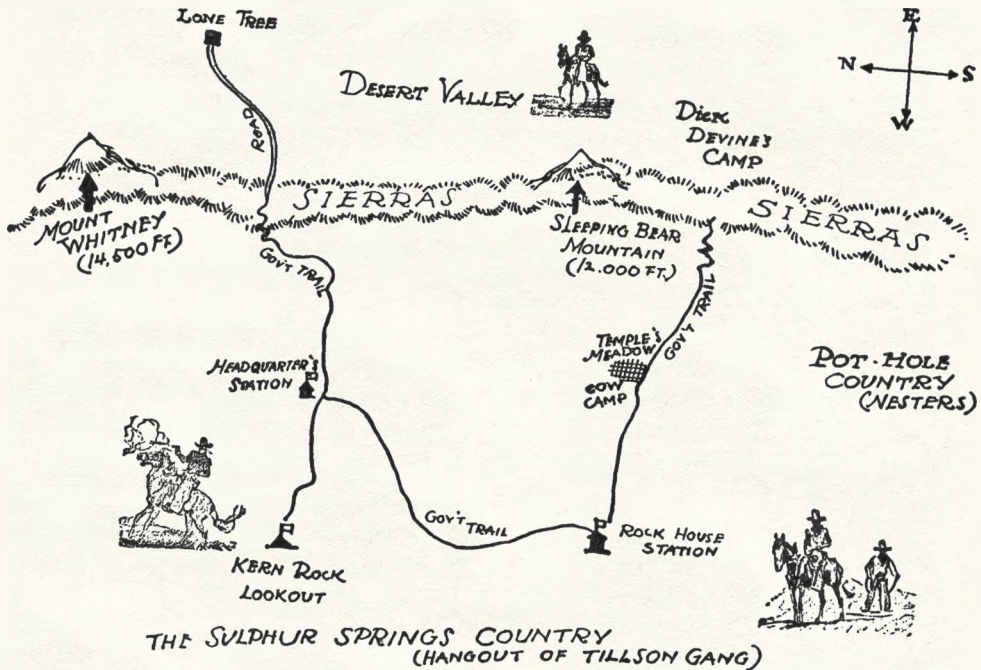 LONE TREE
DESERT VALLEY
E
N
S
W
DICK
DEVINE'S
CAMP
ROAD
SIERRAS
SIERRAS
MOUNT
WHITNEY
(14,500 FT.)
SLEEPING BEAR
MOUNTAIN
(12.000 FT.)
GOV'T TRAIL
GOV'T TRAIL
TEMPLE'S
MEADOW
COW
CAMP
HEADQUARTER'S
STATION
POT-HOLE
COUNTRY
(NESTERS)
GOV'T TRAIL
ROCK HOUSE
STATION
KERN ROCK
LOOKOUT
THE SULPHUR SPRINGS COUNTRY
(HANGOUT OF TILLSON GANG)